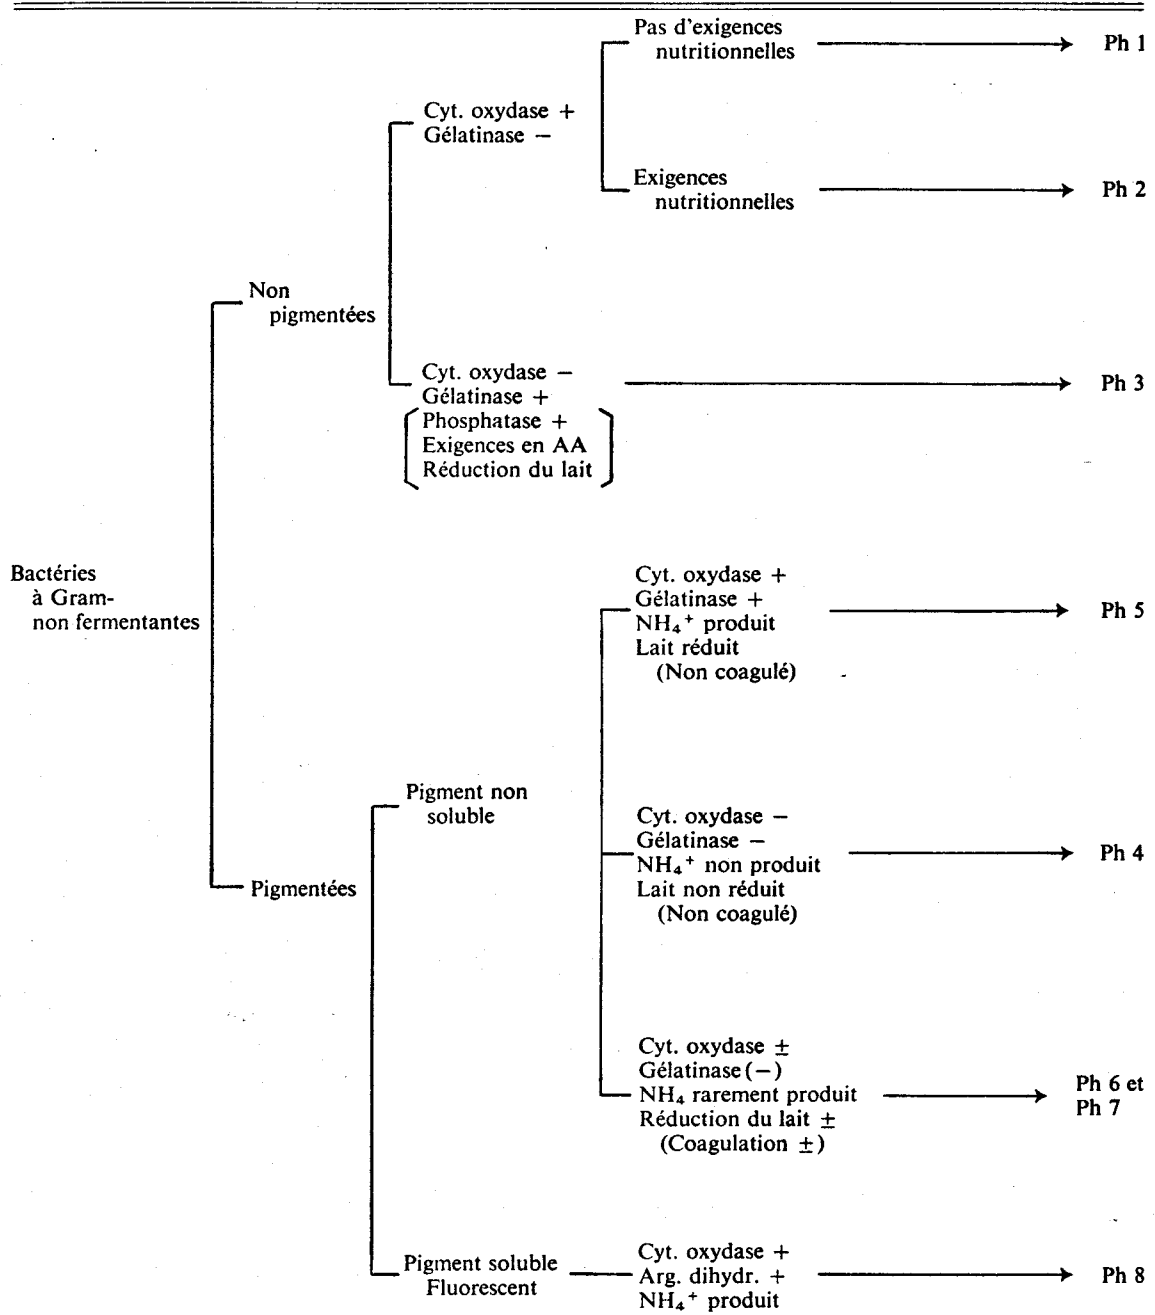 Pas d'exigences
nutritionnelles
Ph 1
Cyt. oxydase +
Gélatinase −
Exigences
nutritionnelles
Ph 2
Non
pigmentées
Cyt. oxydase −
Gélatinase +
Phosphatase +
Exigences en AA
Réduction du lait
Ph 3
Bactéries
à Gram-
non fermentantes
Cyt. oxydase +
Gélatinase +
NH₄⁺ produit
Lait réduit
(Non coagulé)
Ph 5
Pigment non
soluble
Cyt. oxydase −
Gélatinase −
NH₄⁺ non produit
Lait non réduit
(Non coagulé)
Ph 4
Pigmentées
Cyt. oxydase ±
Gélatinase (−)
NH₄ rarement produit
Réduction du lait ±
(Coagulation ±)
Ph 6 et
Ph 7
Pigment soluble
Fluorescent
Cyt. oxydase +
Arg. dihydr. +
NH₄⁺ produit
Ph 8